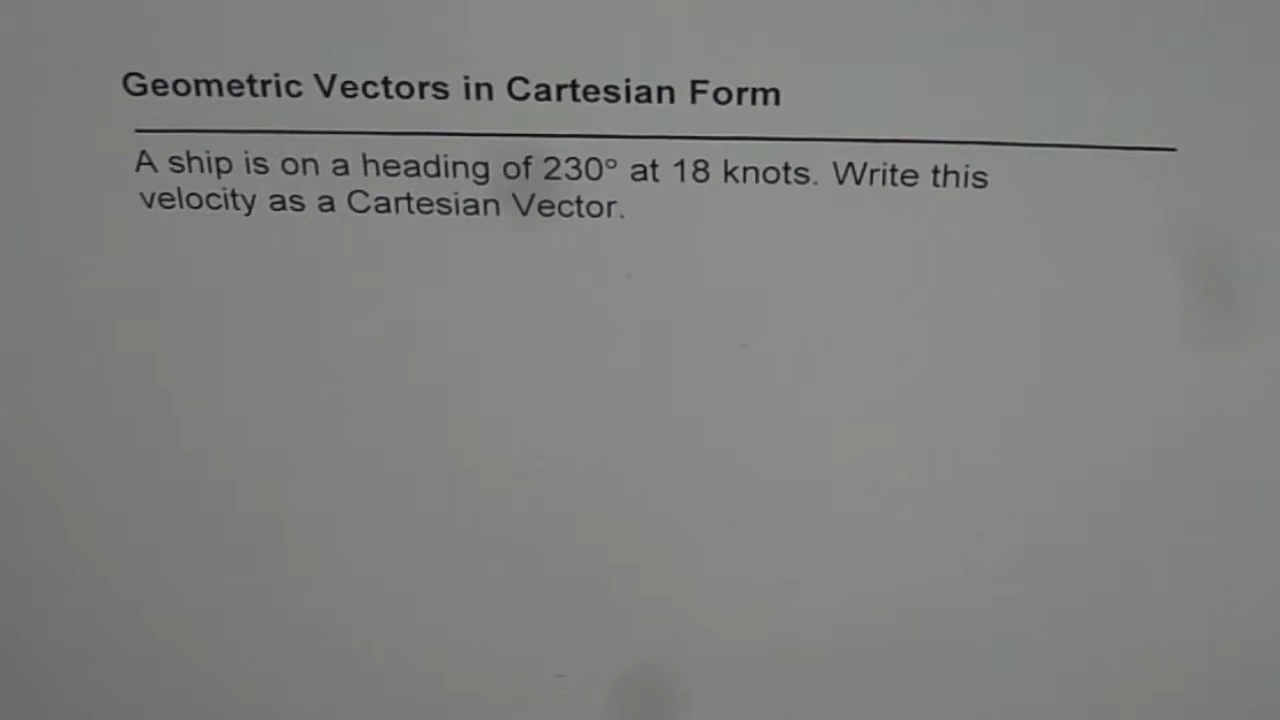 Geometric Vectors in Cartesian Form
A ship is on a heading of 230° at 18 knots. Write this
velocity as a Cartesian Vector.